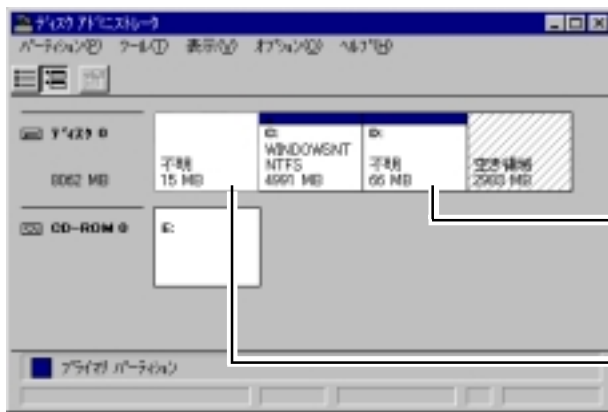 ディスク アドミニストレータ
パーティション(P) ツール(T) 表示(V) オプション(O) ヘルプ(H)
ディスク 0
8062 MB
不明
15 MB
C:
WINDOWSNT
NTFS
4991 MB
D:
不明
66 MB
空き領域
2983 MB
CD-ROM 0
E:
プライマリ パーティション